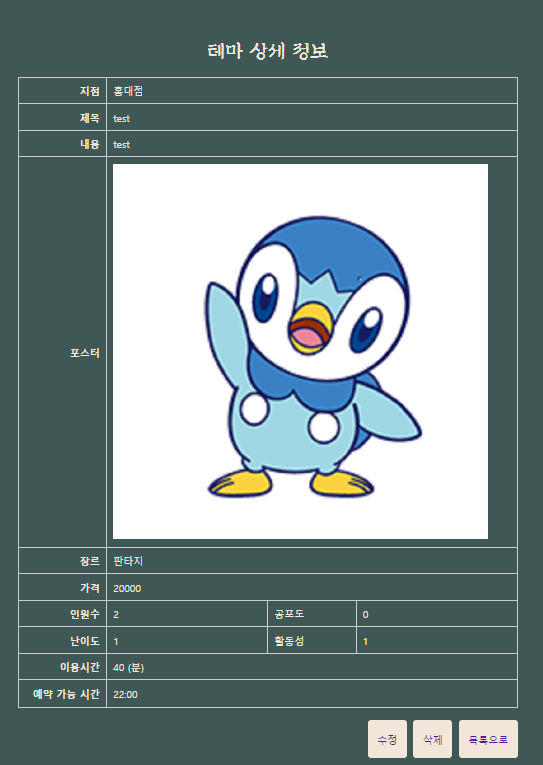 테마 상세 정보
지점 홍대점
제목 test
내용 test
포스터
장르 판타지
가격 20000
인원수 2 공포도 0
난이도 1 활동성 1
이용시간 40 (분)
예약 가능 시간 22:00
수정 삭제 목록으로